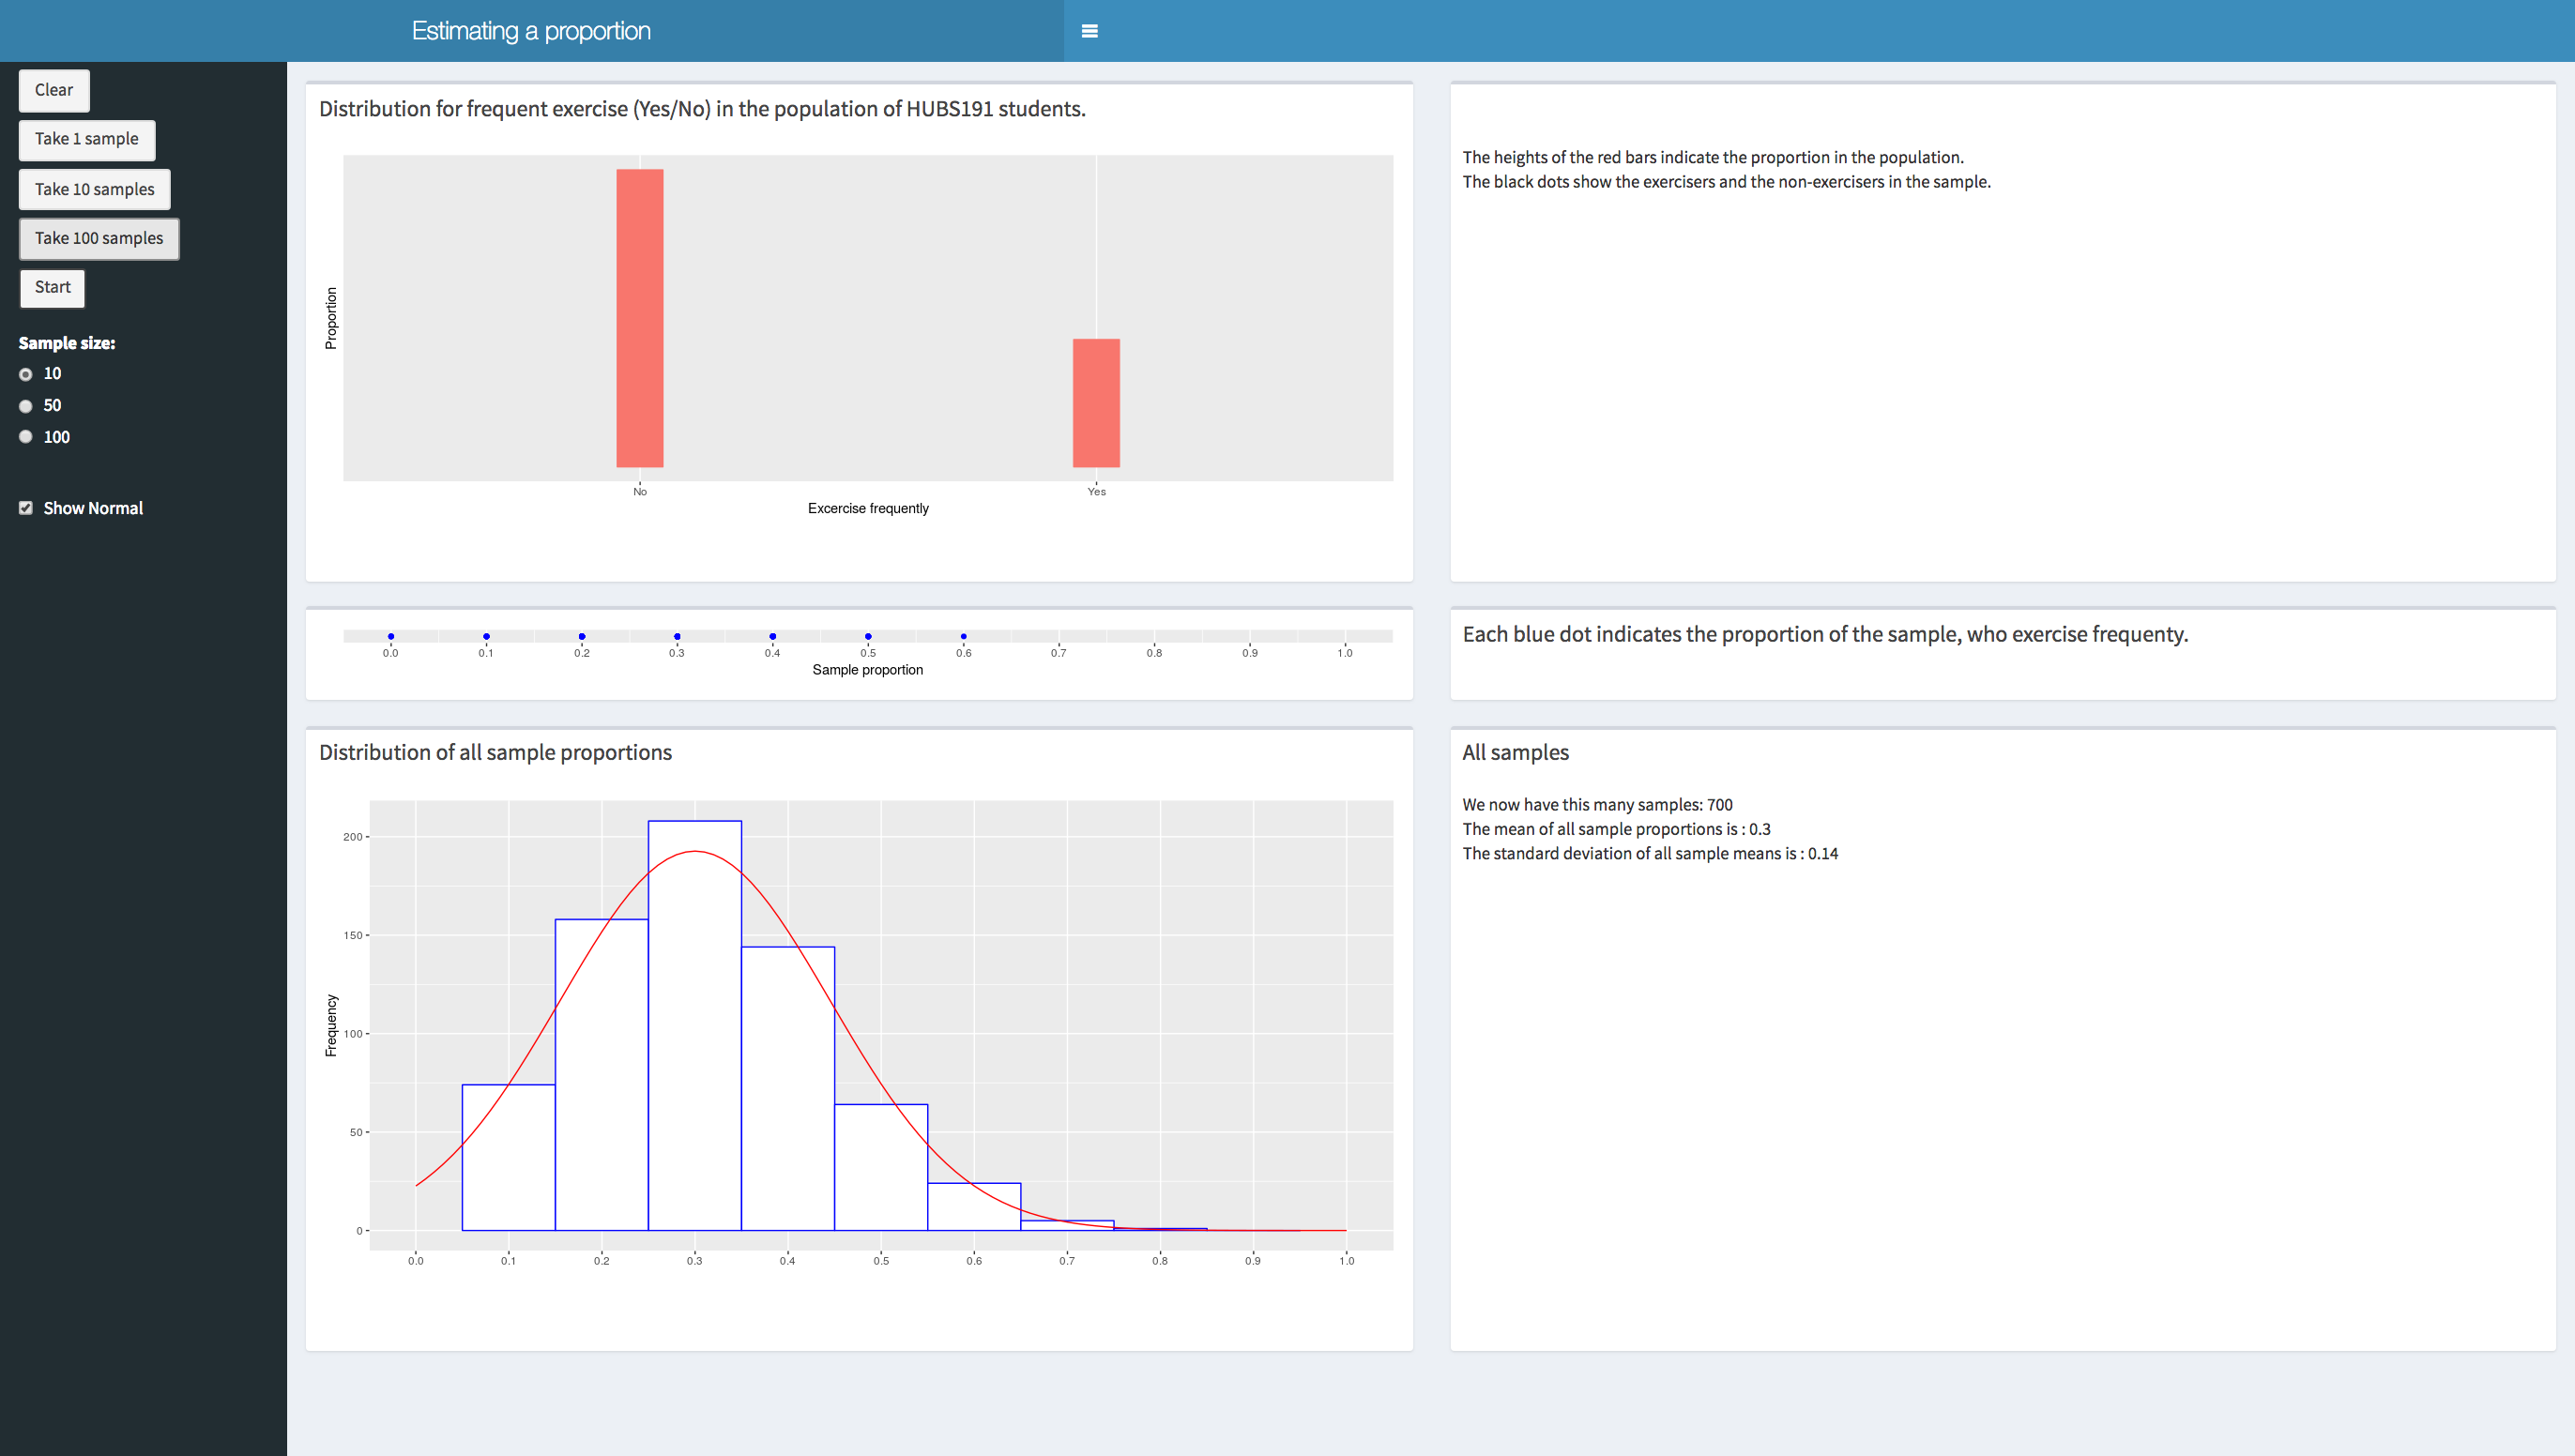 Estimating a proportion
Clear
Take 1 sample
Take 10 samples
Take 100 samples
Start
Sample size:
10
50
100
Show Normal
Distribution for frequent exercise (Yes/No) in the population of HUBS191 students.
Proportion
No
Yes
Excercise frequently
The heights of the red bars indicate the proportion in the population.
The black dots show the exercisers and the non-exercisers in the sample.
0.0 0.1 0.2 0.3 0.4 0.5 0.6 0.7 0.8 0.9 1.0
Sample proportion
Each blue dot indicates the proportion of the sample, who exercise frequenty.
Distribution of all sample proportions
Frequency
200
150
100
50
0
0.0 0.1 0.2 0.3 0.4 0.5 0.6 0.7 0.8 0.9 1.0
All samples
We now have this many samples: 700
The mean of all sample proportions is : 0.3
The standard deviation of all sample means is : 0.14